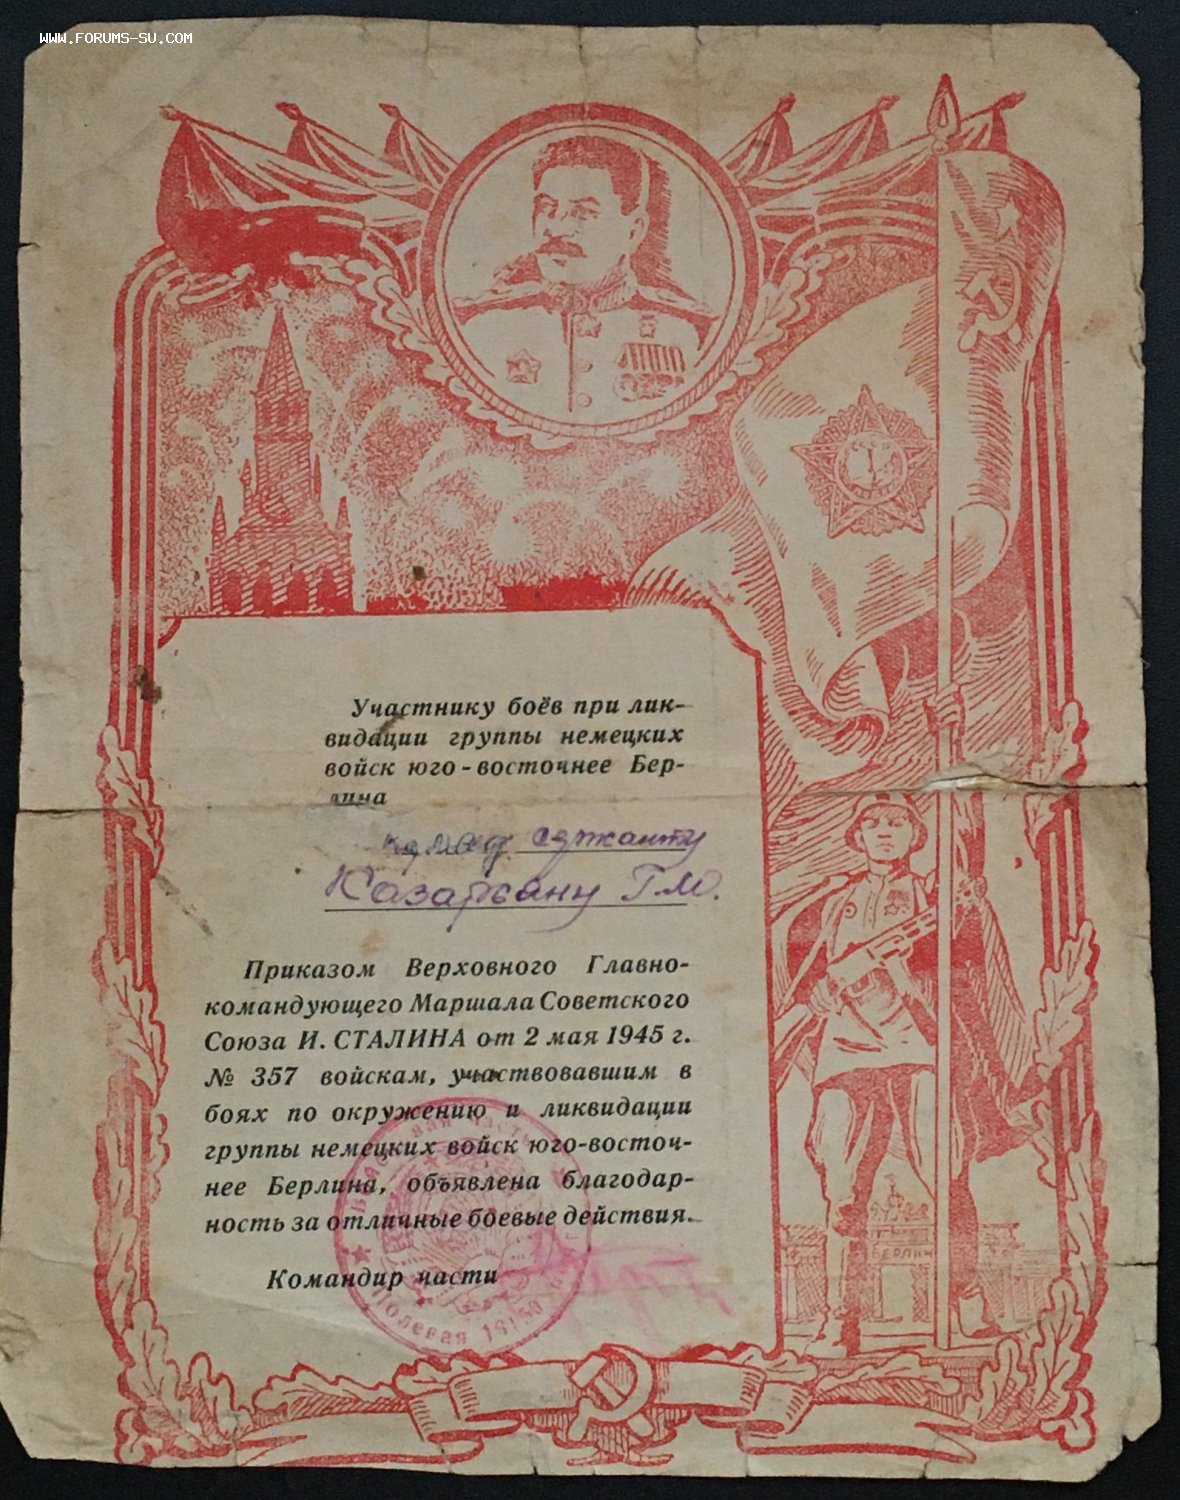 WWW.FORUMS-SU.COM
Участнику боёв при лик-
видации группы немецких
войск юго-восточнее Бер-
лина
сержанту
Казарьяну Г.М.
Приказом Верховного Главно-
командующего Маршала Советского
Союза И. СТАЛИНА от 2 мая 1945 г.
№ 357 войскам, участвовавшим в
боях по окружению и ликвидации
группы немецких войск юго-восточ-
нее Берлина, объявлена благодар-
ность за отличные боевые действия.
Командир части
Полевая
БЕРЛИН